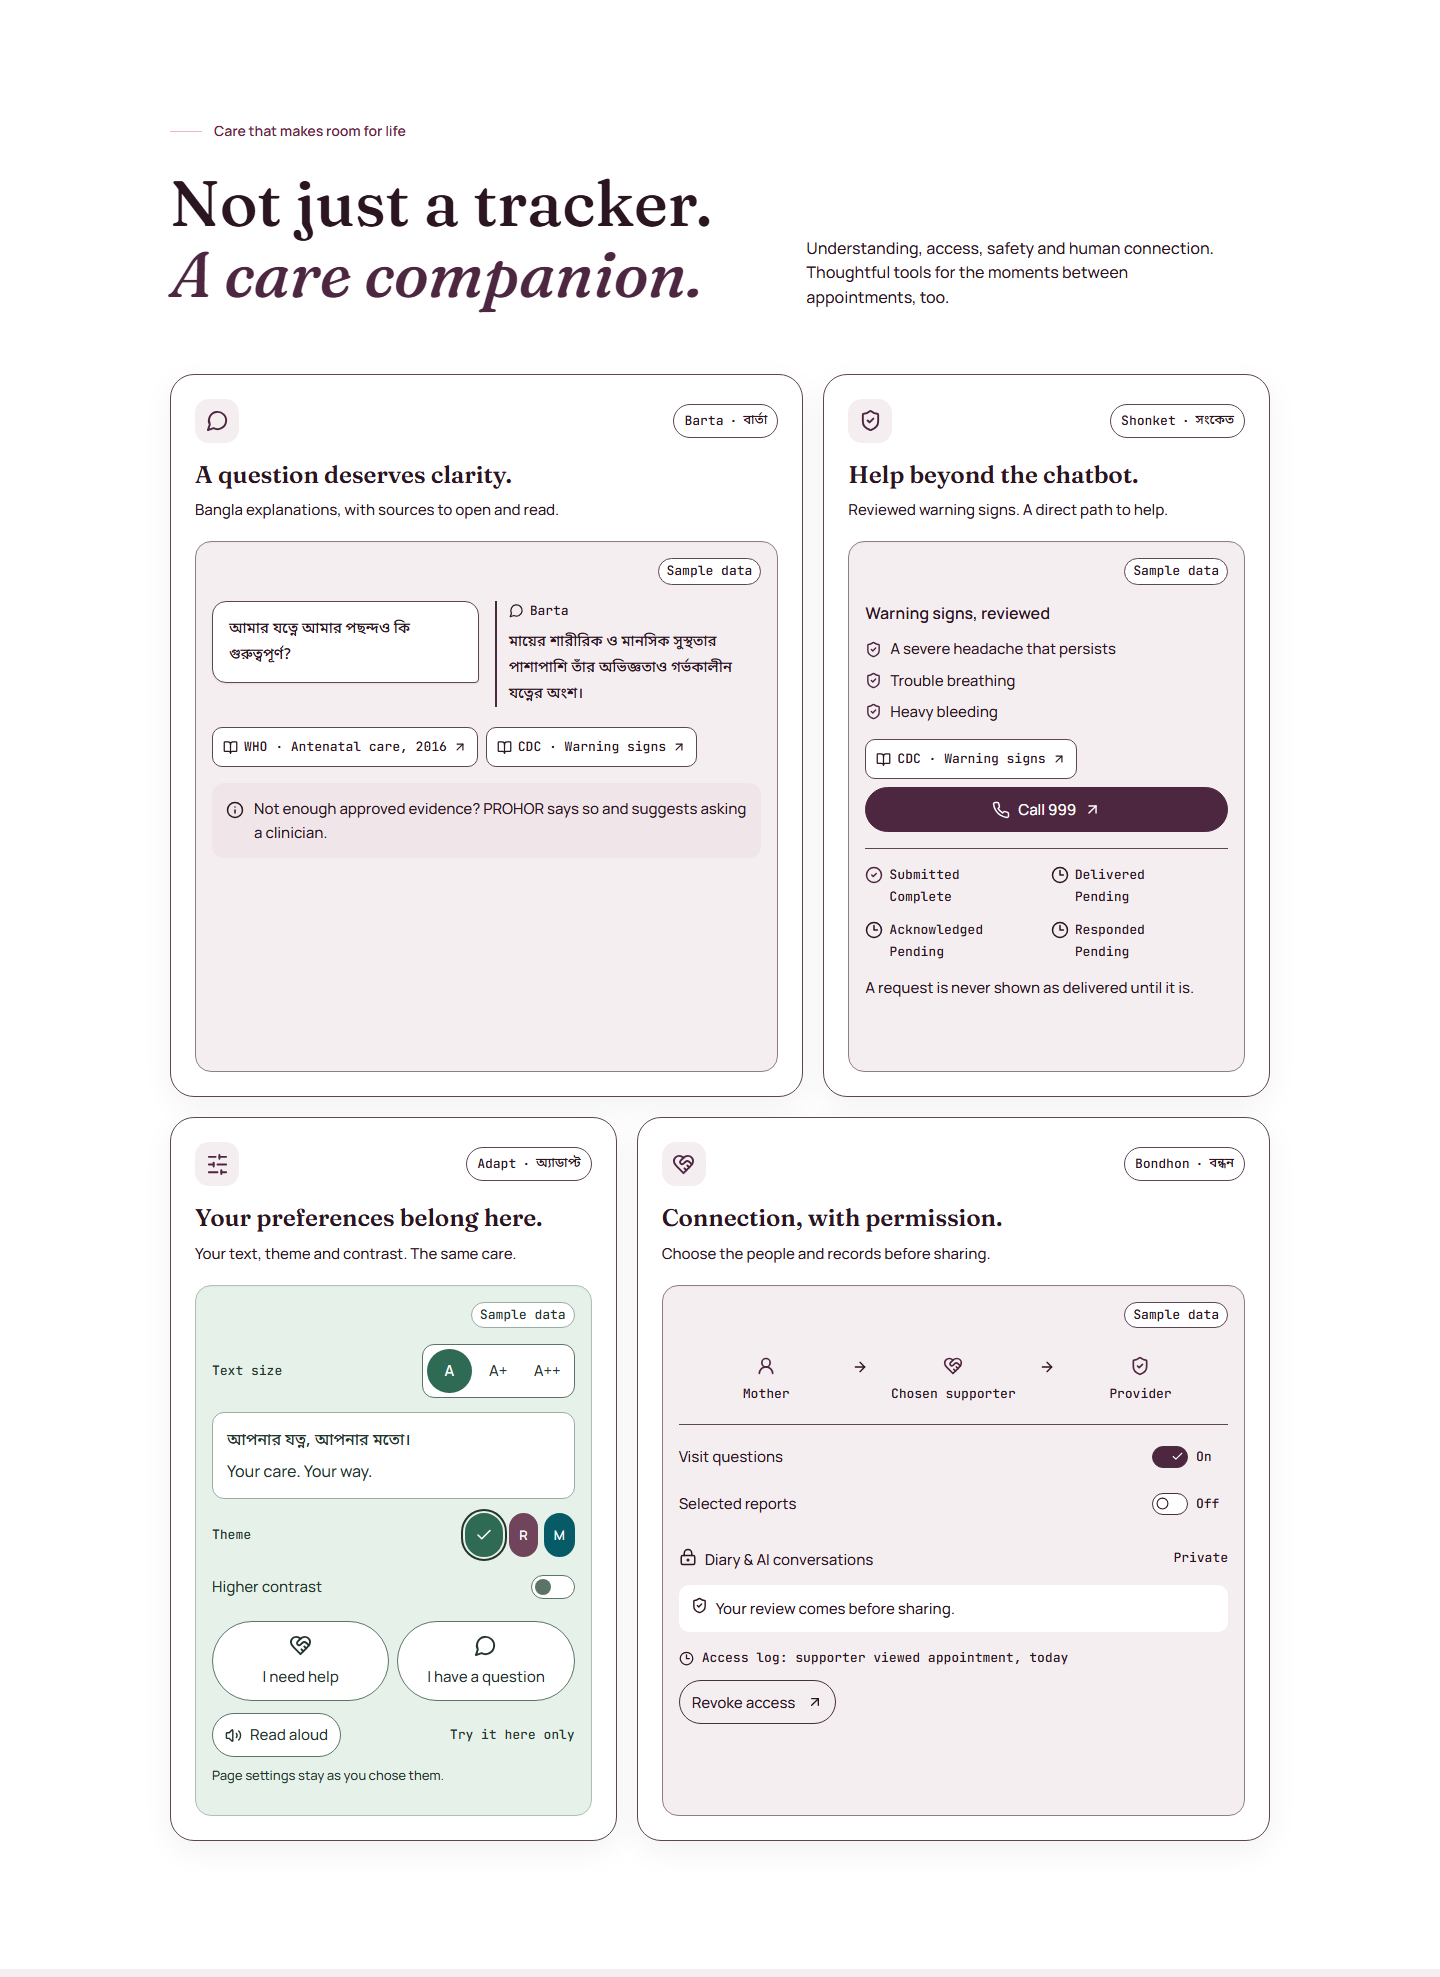 Care that makes room for life
Not just a tracker.
A care companion.
Understanding, access, safety and human connection.
Thoughtful tools for the moments between
appointments, too.
Barta · বার্তা
A question deserves clarity.
Bangla explanations, with sources to open and read.
Sample data
আমার যত্নে আমার পছন্দও কি
গুরুত্বপূর্ণ?
Barta
মায়ের শারীরিক ও মানসিক সুস্থতার
পাশাপাশি তাঁর অভিজ্ঞতাও গর্ভকালীন
যত্নের অংশ।
WHO · Antenatal care, 2016
CDC · Warning signs
Not enough approved evidence? PROHOR says so and suggests asking
a clinician.
Shonket · সংকেত
Help beyond the chatbot.
Reviewed warning signs. A direct path to help.
Sample data
Warning signs, reviewed
A severe headache that persists
Trouble breathing
Heavy bleeding
CDC · Warning signs
Call 999
Submitted
Complete
Delivered
Pending
Acknowledged
Pending
Responded
Pending
A request is never shown as delivered until it is.
Adapt · অ্যাডাপ্ট
Your preferences belong here.
Your text, theme and contrast. The same care.
Sample data
Text size
A A+ A++
আপনার যত্ন, আপনার মতো।
Your care. Your way.
Theme
R M
Higher contrast
I need help
I have a question
Read aloud
Try it here only
Page settings stay as you chose them.
Bondhon · বন্ধন
Connection, with permission.
Choose the people and records before sharing.
Sample data
Mother
Chosen supporter
Provider
Visit questions
On
Selected reports
Off
Diary & AI conversations
Private
Your review comes before sharing.
Access log: supporter viewed appointment, today
Revoke access